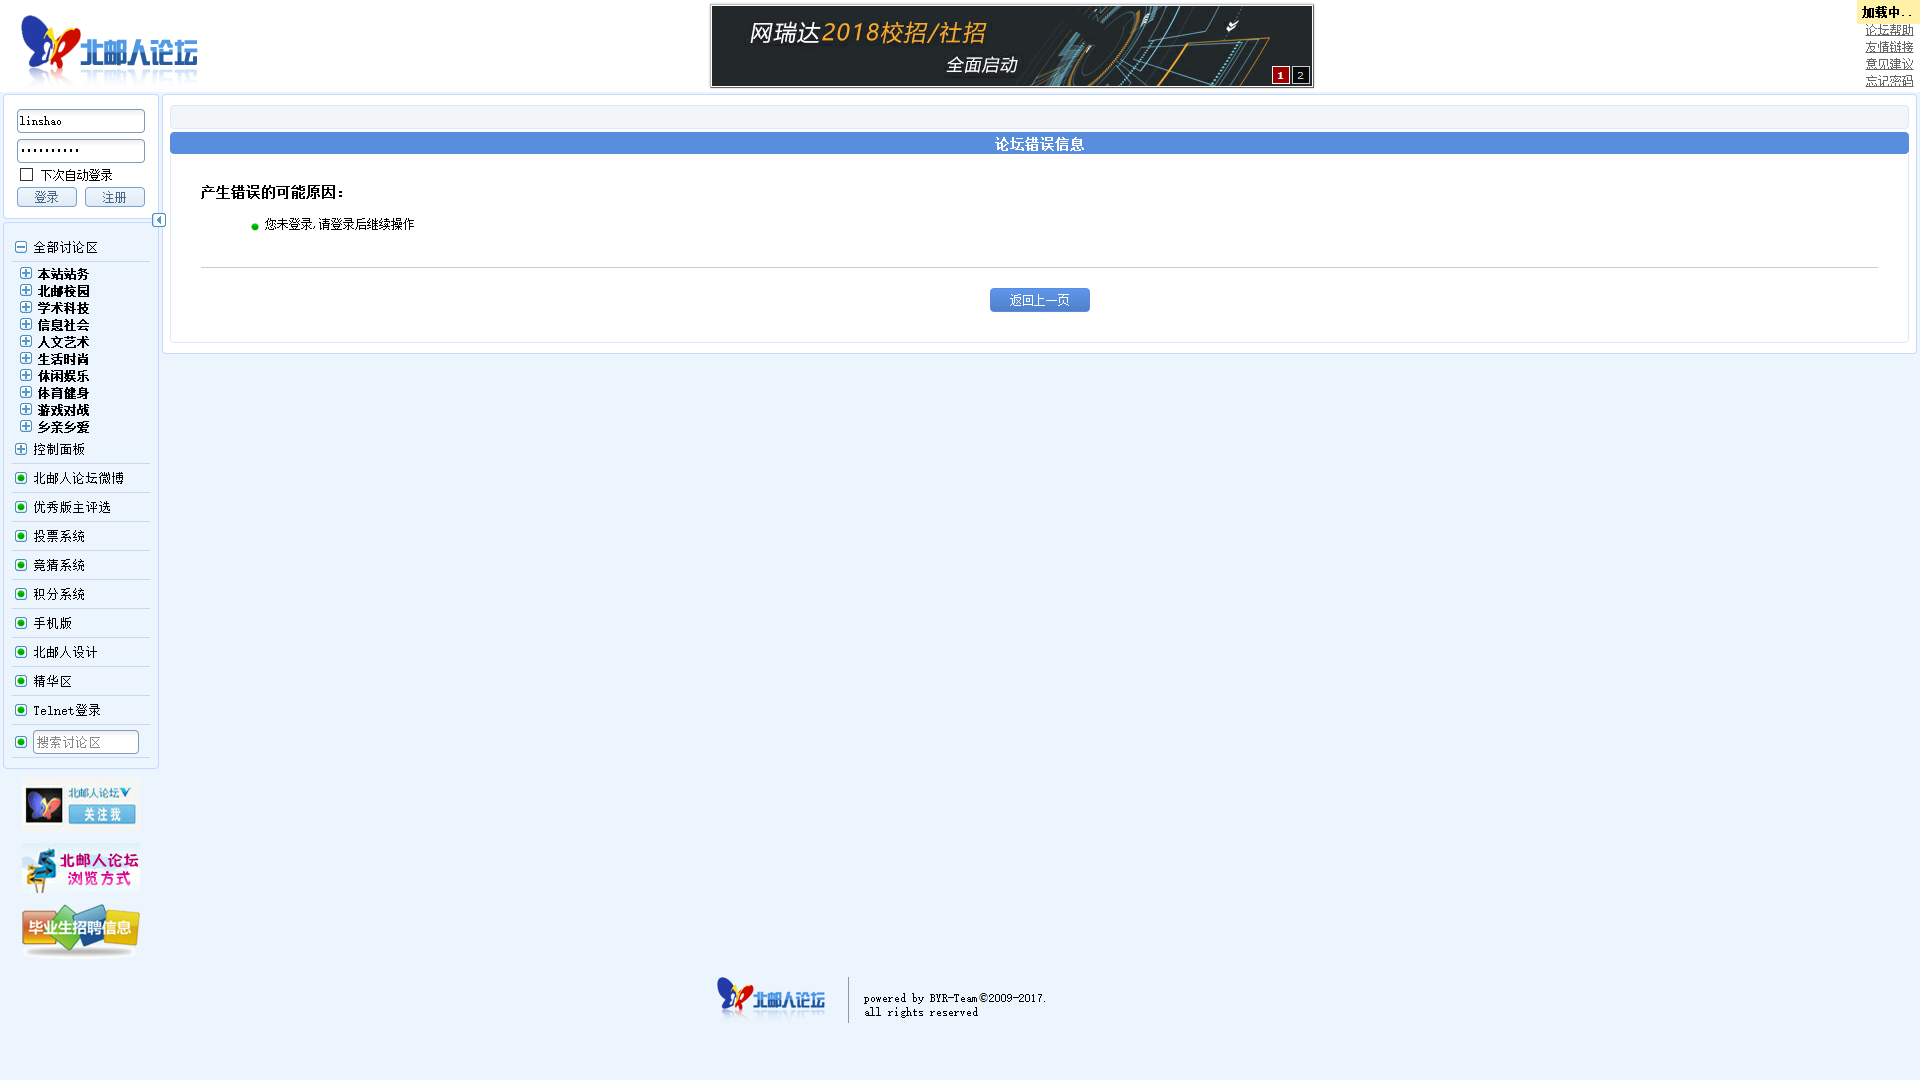 北邮人论坛
网瑞达2018校招/社招
全面启动
1 2
加载中..
论坛帮助
友情链接
意见建议
忘记密码
linshao
下次自动登录
登录 注册
全部讨论区
本站站务
北邮校园
学术科技
信息社会
人文艺术
生活时尚
休闲娱乐
体育健身
游戏对战
乡亲乡爱
控制面板
北邮人论坛微博
优秀版主评选
投票系统
竞猜系统
积分系统
手机版
北邮人设计
精华区
Telnet登录
搜索讨论区
北邮人论坛
关注我
北邮人论坛
浏览方式
毕业生招聘信息
论坛错误信息
产生错误的可能原因：
您未登录,请登录后继续操作
返回上一页
北邮人论坛
powered by BYR-Team©2009-2017.
all rights reserved